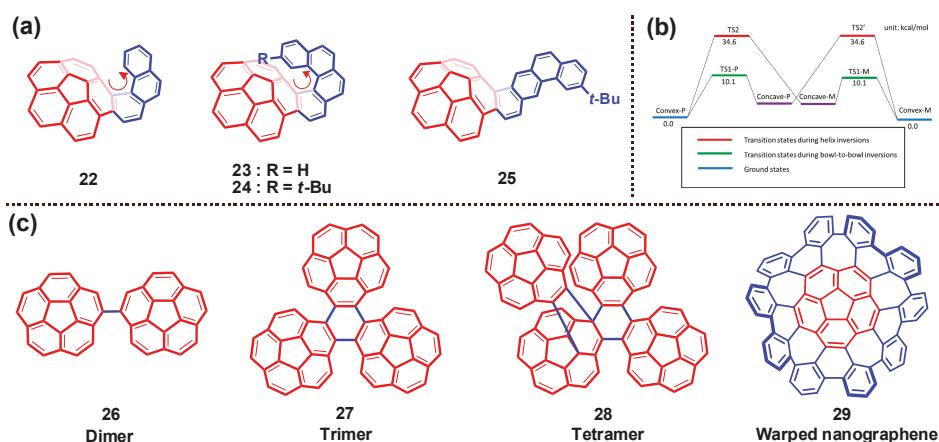 (a)
R
t-Bu
22
23 : R = H
24 : R = t-Bu
25
(b)
unit: kcal/mol
TS2
34.6
TS2'
34.6
TS1-P
10.1
TS1-M
10.1
Concave-P
Concave-M
Convex-P
0.0
Convex-M
0.0
Transition states during helix inversions
Transition states during bowl-to-bowl inversions
Ground states
(c)
26
Dimer
27
Trimer
28
Tetramer
29
Warped nanographene